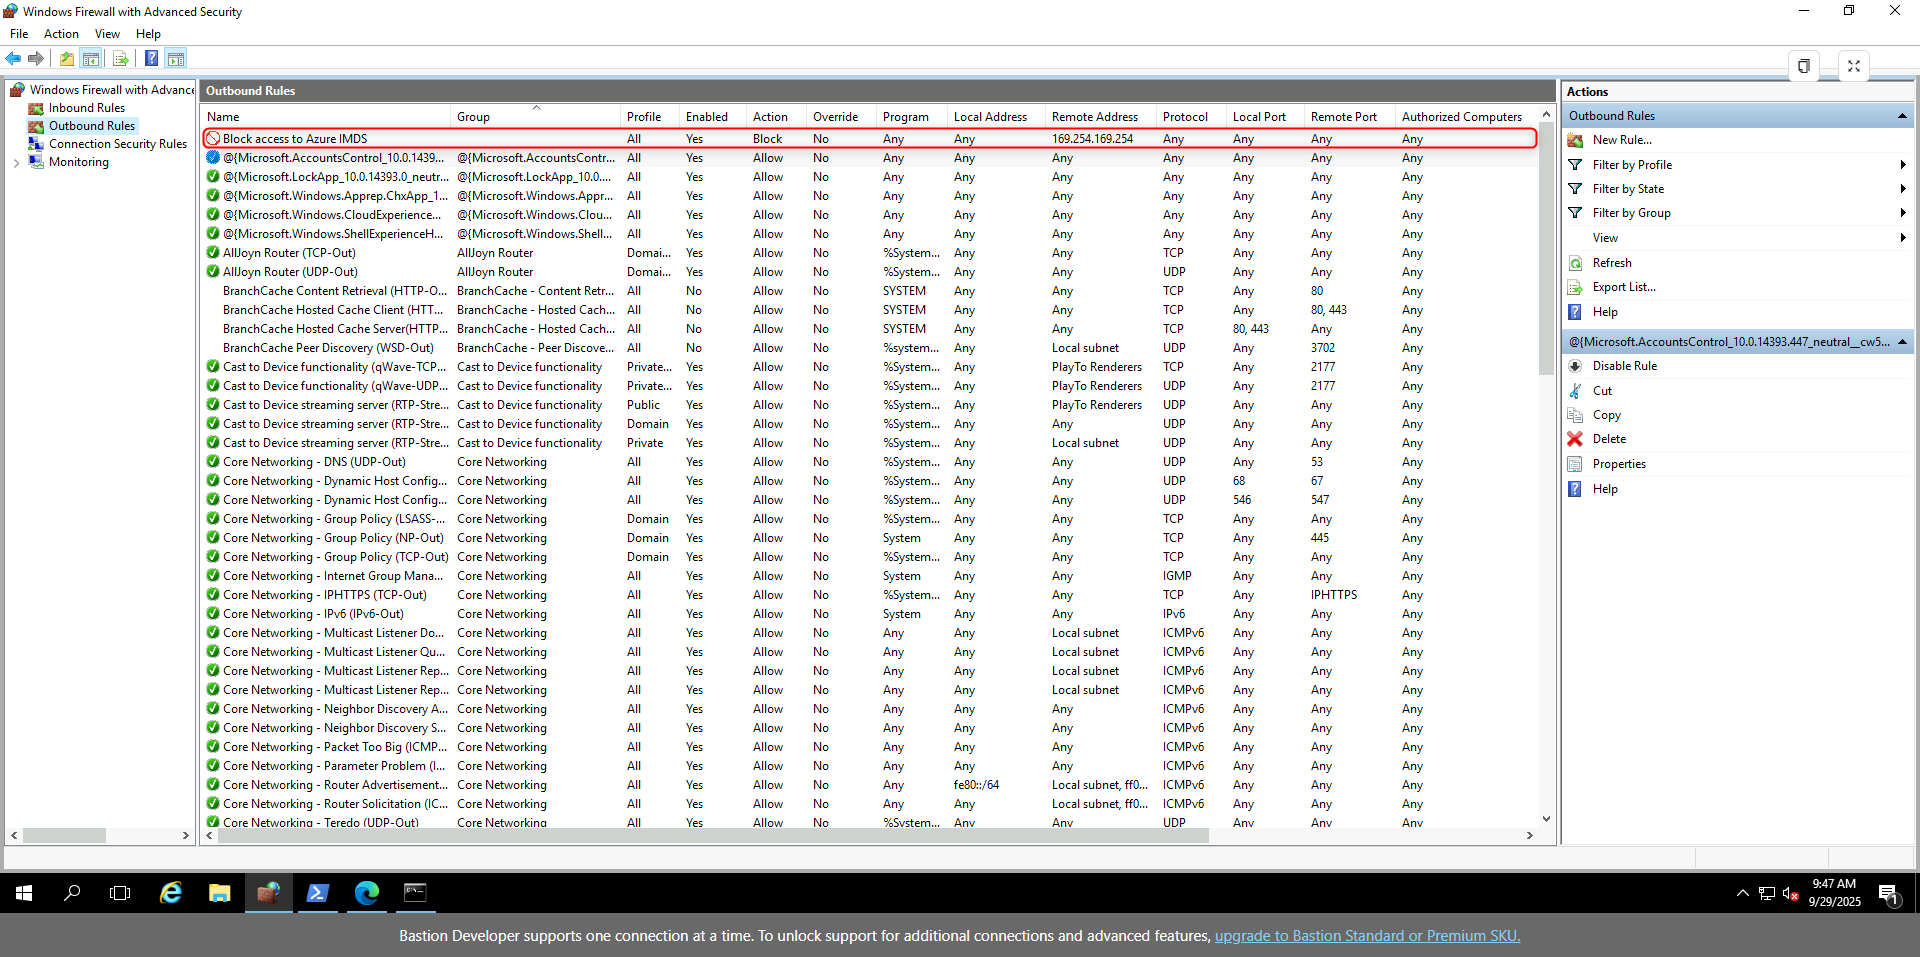 Windows Firewall with Advanced Security
File Action View Help
Windows Firewall with Advance
Inbound Rules
Outbound Rules
Connection Security Rules
Monitoring
Outbound Rules
Name Group Profile Enabled Action Override Program Local Address Remote Address Protocol Local Port Remote Port Authorized Computers
Block access to Azure IMDS All Yes Block No Any Any 169.254.169.254 Any Any Any Any
@{Microsoft.AccountsControl_10.0.1439... @{Microsoft.AccountsContr... All Yes Allow No Any Any Any Any Any Any Any
@{Microsoft.LockApp_10.0.14393.0_neutr... @{Microsoft.LockApp_10.0.... All Yes Allow No Any Any Any Any Any Any Any
@{Microsoft.Windows.Apprep.ChxApp_1... @{Microsoft.Windows.Appr... All Yes Allow No Any Any Any Any Any Any Any
@{Microsoft.Windows.CloudExperience... @{Microsoft.Windows.Clou... All Yes Allow No Any Any Any Any Any Any Any
@{Microsoft.Windows.ShellExperienceH... @{Microsoft.Windows.Shell... All Yes Allow No Any Any Any Any Any Any Any
AllJoyn Router (TCP-Out) AllJoyn Router Domai... Yes Allow No %System... Any Any TCP Any Any Any
AllJoyn Router (UDP-Out) AllJoyn Router Domai... Yes Allow No %System... Any Any UDP Any Any Any
BranchCache Content Retrieval (HTTP-O... BranchCache - Content Retr... All No Allow No SYSTEM Any Any TCP Any 80 Any
BranchCache Hosted Cache Client (HTT... BranchCache - Hosted Cach... All No Allow No SYSTEM Any Any TCP Any 80, 443 Any
BranchCache Hosted Cache Server(HTTP... BranchCache - Hosted Cach... All No Allow No SYSTEM Any Any TCP 80, 443 Any Any
BranchCache Peer Discovery (WSD-Out) BranchCache - Peer Discove... All No Allow No %system... Any Local subnet UDP Any 3702 Any
Cast to Device functionality (qWave-TCP... Cast to Device functionality Private... Yes Allow No %System... Any PlayTo Renderers TCP Any 2177 Any
Cast to Device functionality (qWave-UDP... Cast to Device functionality Private... Yes Allow No %System... Any PlayTo Renderers UDP Any 2177 Any
Cast to Device streaming server (RTP-Stre... Cast to Device functionality Public Yes Allow No %System... Any PlayTo Renderers UDP Any Any Any
Cast to Device streaming server (RTP-Stre... Cast to Device functionality Domain Yes Allow No %System... Any Any UDP Any Any Any
Cast to Device streaming server (RTP-Stre... Cast to Device functionality Private Yes Allow No %System... Any Local subnet UDP Any Any Any
Core Networking - DNS (UDP-Out) Core Networking All Yes Allow No %System... Any Any UDP Any 53 Any
Core Networking - Dynamic Host Config... Core Networking All Yes Allow No %System... Any Any UDP 68 67 Any
Core Networking - Dynamic Host Config... Core Networking All Yes Allow No %System... Any Any UDP 546 547 Any
Core Networking - Group Policy (LSASS-... Core Networking Domain Yes Allow No %System... Any Any TCP Any Any Any
Core Networking - Group Policy (NP-Out) Core Networking Domain Yes Allow No System Any Any TCP Any 445 Any
Core Networking - Group Policy (TCP-Out) Core Networking Domain Yes Allow No %System... Any Any TCP Any Any Any
Core Networking - Internet Group Mana... Core Networking All Yes Allow No System Any Any IGMP Any Any Any
Core Networking - IPHTTPS (TCP-Out) Core Networking All Yes Allow No %System... Any Any TCP Any IPHTTPS Any
Core Networking - IPv6 (IPv6-Out) Core Networking All Yes Allow No System Any Any IPv6 Any Any Any
Core Networking - Multicast Listener Do... Core Networking All Yes Allow No Any Any Local subnet ICMPv6 Any Any Any
Core Networking - Multicast Listener Qu... Core Networking All Yes Allow No Any Any Local subnet ICMPv6 Any Any Any
Core Networking - Multicast Listener Rep... Core Networking All Yes Allow No Any Any Local subnet ICMPv6 Any Any Any
Core Networking - Multicast Listener Rep... Core Networking All Yes Allow No Any Any Local subnet ICMPv6 Any Any Any
Core Networking - Neighbor Discovery A... Core Networking All Yes Allow No Any Any Any ICMPv6 Any Any Any
Core Networking - Neighbor Discovery S... Core Networking All Yes Allow No Any Any Any ICMPv6 Any Any Any
Core Networking - Packet Too Big (ICMP... Core Networking All Yes Allow No Any Any Any ICMPv6 Any Any Any
Core Networking - Parameter Problem (I... Core Networking All Yes Allow No Any Any Any ICMPv6 Any Any Any
Core Networking - Router Advertisement... Core Networking All Yes Allow No Any fe80::/64 Local subnet, ff0... ICMPv6 Any Any Any
Core Networking - Router Solicitation (IC... Core Networking All Yes Allow No Any Any Local subnet, ff0... ICMPv6 Any Any Any
Core Networking - Teredo (UDP-Out) Core Networking All Yes Allow No %System... Any Any UDP Any Any Any
Actions
Outbound Rules
New Rule...
Filter by Profile
Filter by State
Filter by Group
View
Refresh
Export List...
Help
@{Microsoft.AccountsControl_10.0.14393.447_neutral__cw5...
Disable Rule
Cut
Copy
Delete
Properties
Help
9:47 AM
9/29/2025
1
Bastion Developer supports one connection at a time. To unlock support for additional connections and advanced features, upgrade to Bastion Standard or Premium SKU.